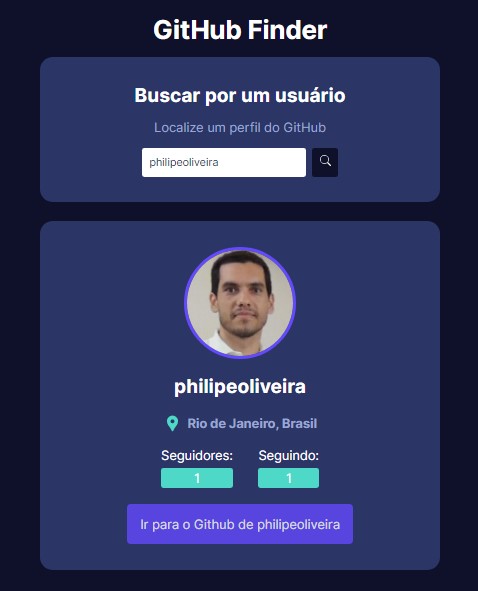 GitHub Finder
Buscar por um usuário
Localize um perfil do GitHub
philipeoliveira
philipeoliveira
Rio de Janeiro, Brasil
Seguidores: Seguindo:
1 1
Ir para o Github de philipeoliveira